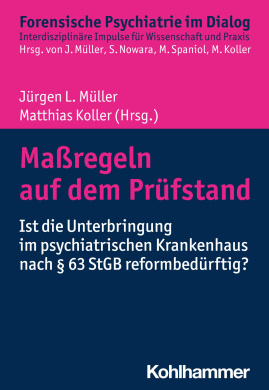 Forensische Psychiatrie im Dialog
Interdisziplinäre Impulse für Wissenschaft und Praxis
Hrsg. von J. Müller, S. Nowara, M. Spaniol, M. Koller
Jürgen L. Müller
Matthias Koller (Hrsg.)
Maßregeln
auf dem Prüfstand
Ist die Unterbringung
im psychiatrischen Krankenhaus
nach § 63 StGB reformbedürftig?
Kohlhammer